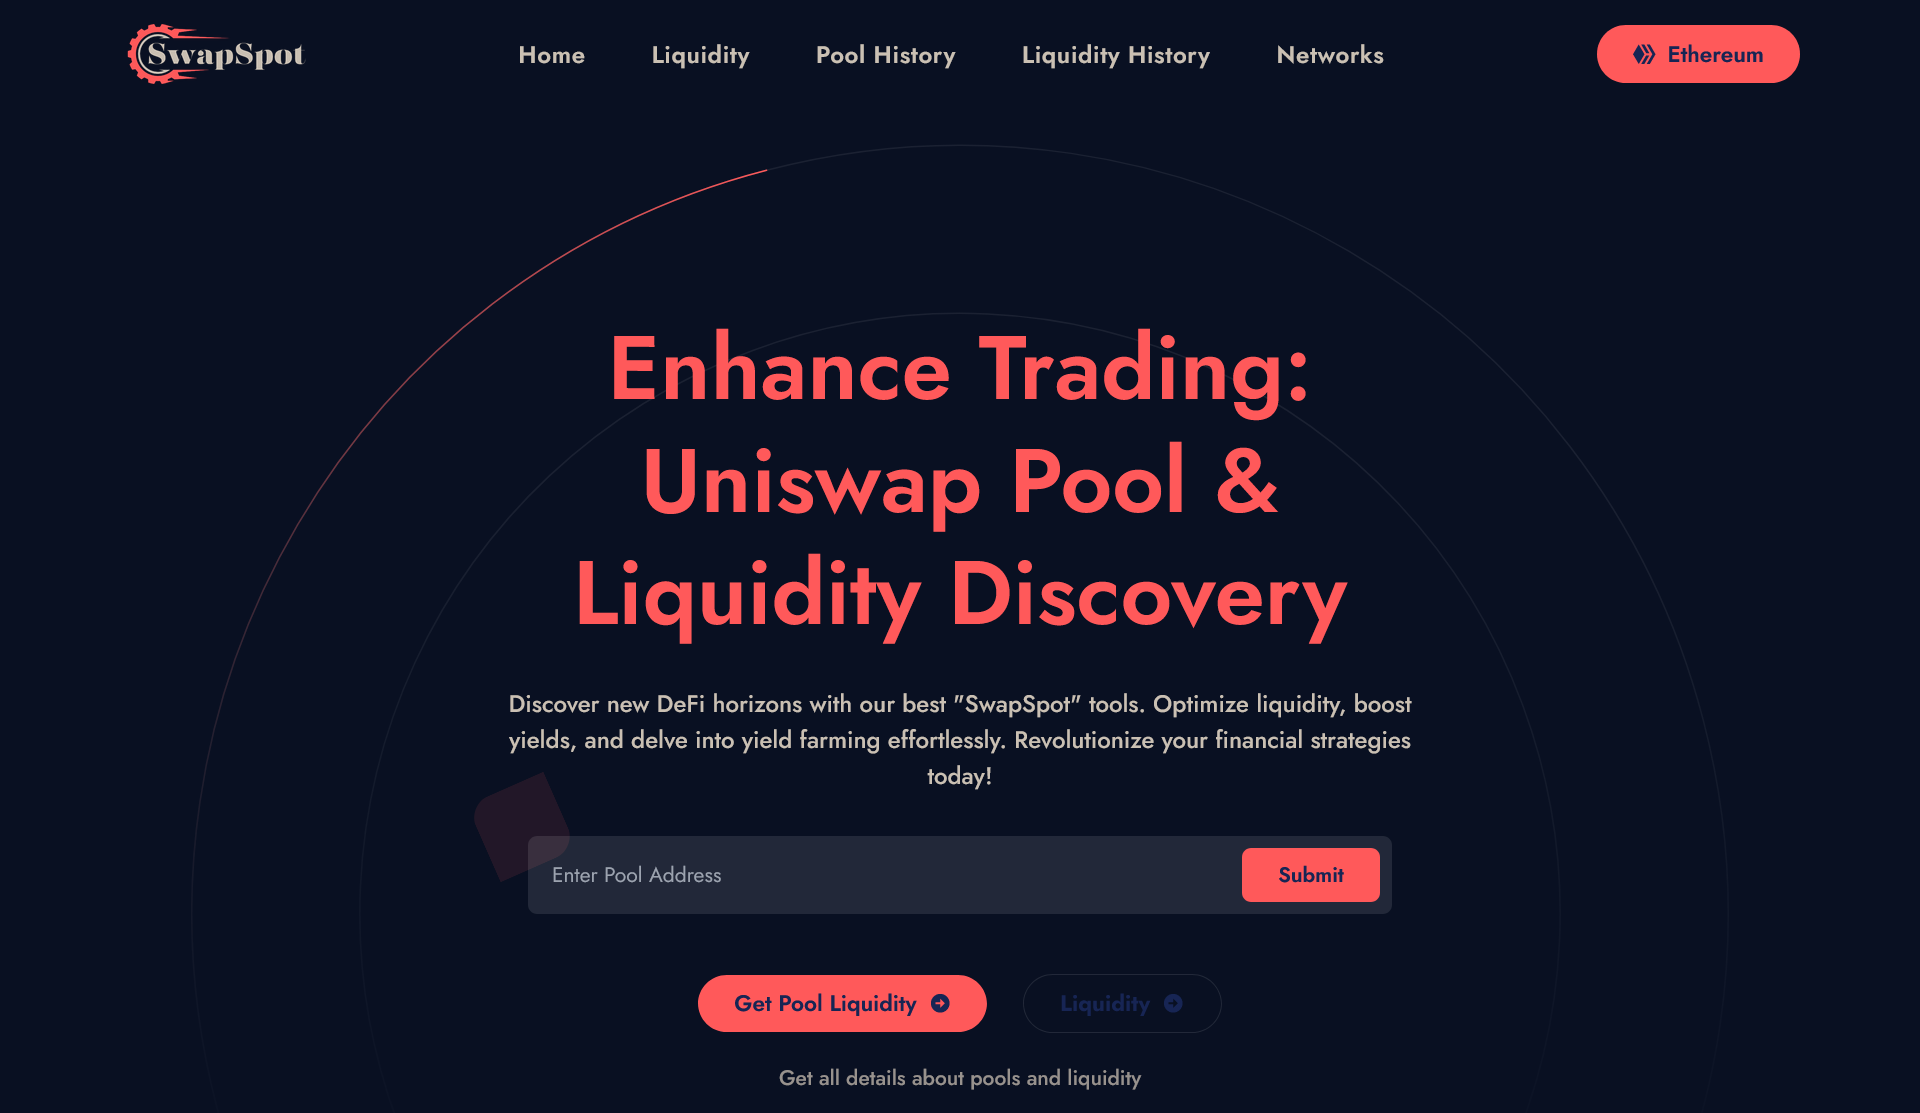 SwapSpot
Home
Liquidity
Pool History
Liquidity History
Networks
Ethereum
Enhance Trading:
Uniswap Pool &
Liquidity Discovery
Discover new DeFi horizons with our best "SwapSpot" tools. Optimize liquidity, boost
yields, and delve into yield farming effortlessly. Revolutionize your financial strategies
today!
Enter Pool Address
Submit
Get Pool Liquidity
Liquidity
Get all details about pools and liquidity